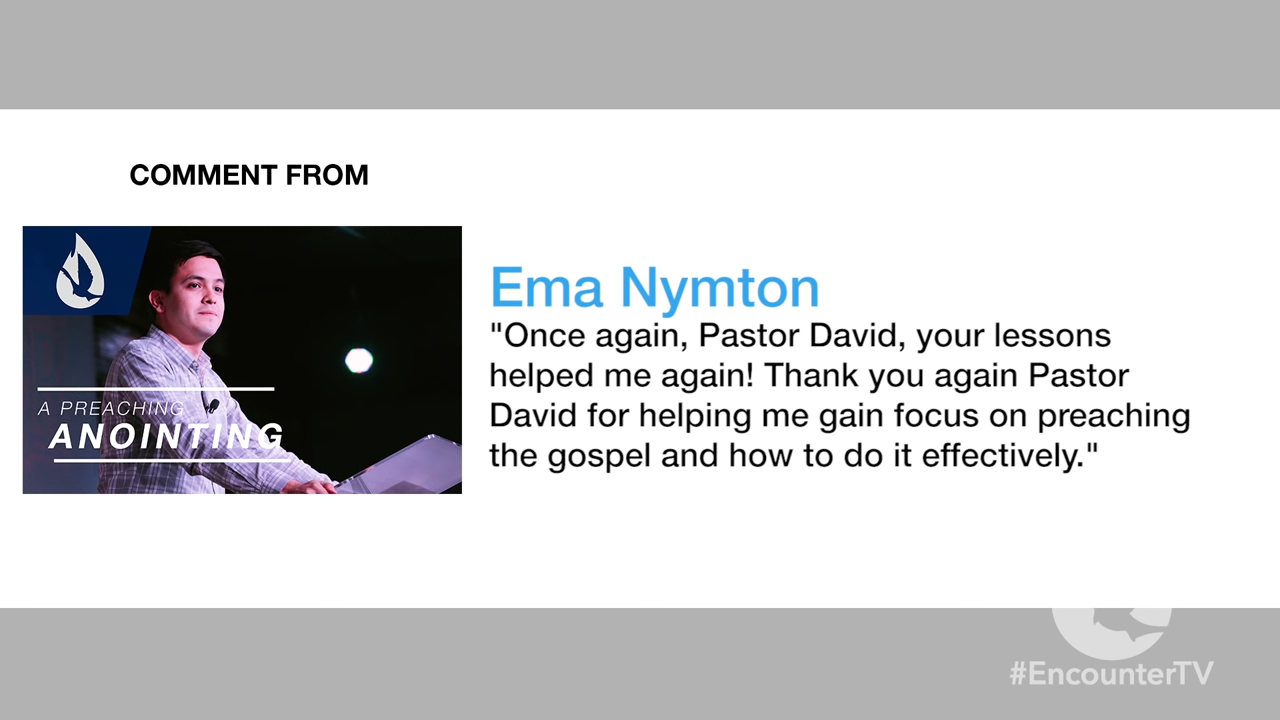 COMMENT FROM
A PREACHING
ANOINTING
Ema Nymton
"Once again, Pastor David, your lessons
helped me again! Thank you again Pastor
David for helping me gain focus on preaching
the gospel and how to do it effectively."
#EncounterTV